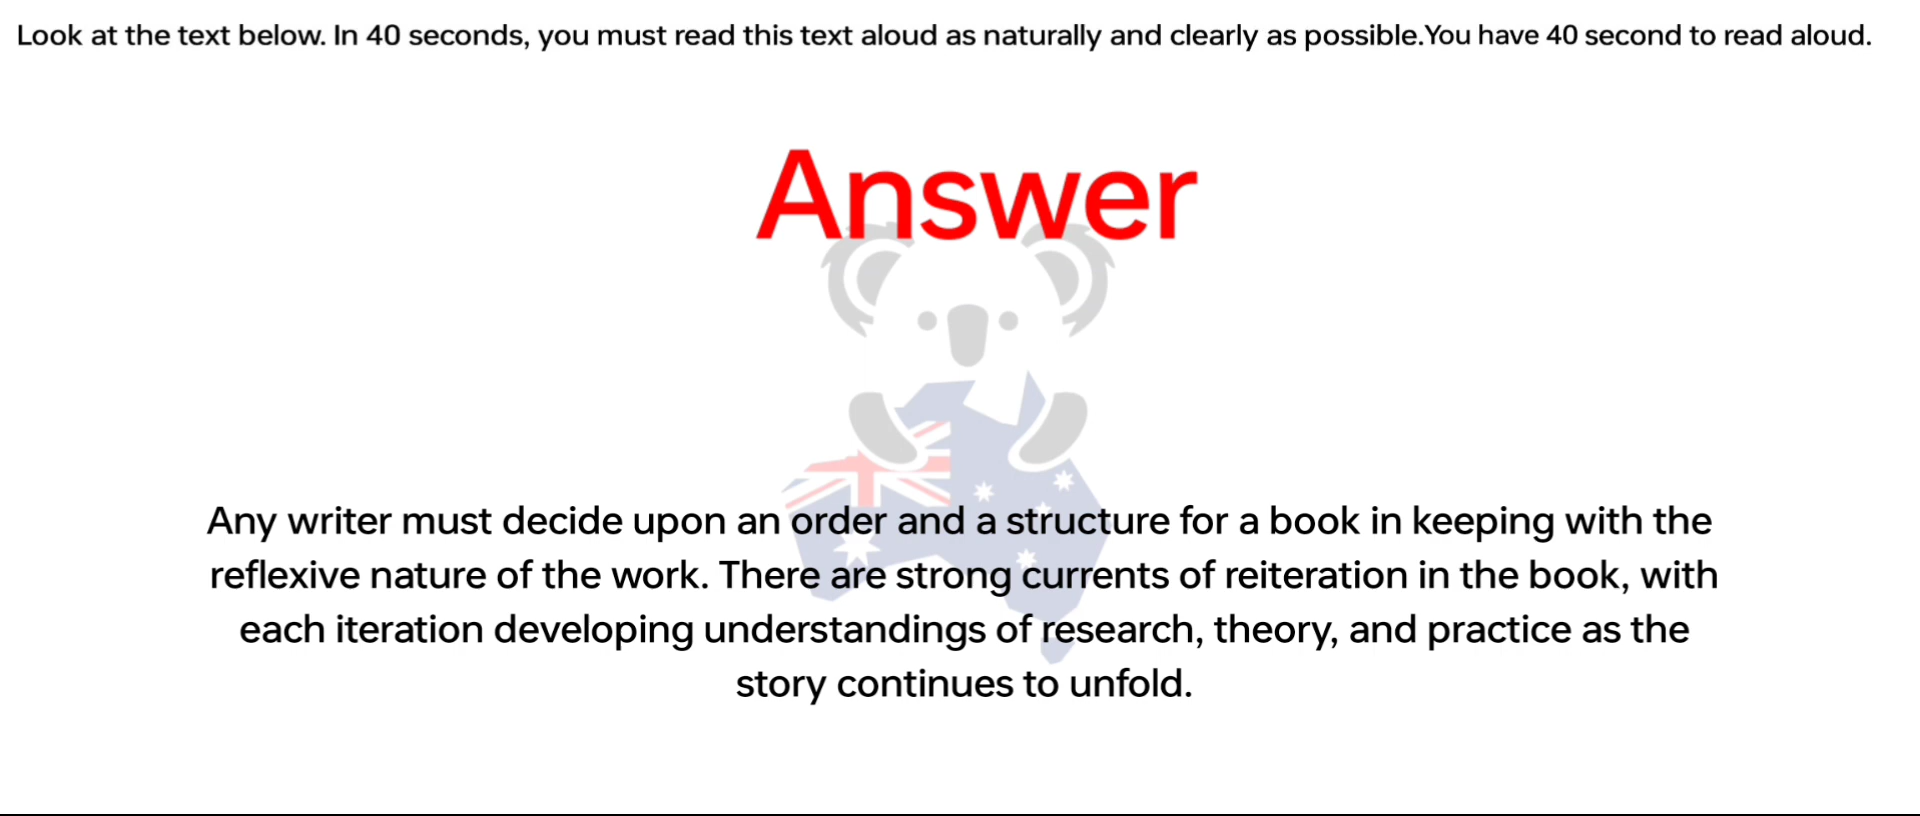 Look at the text below. In 40 seconds, you must read this text aloud as naturally and clearly as possible.You have 40 second to read aloud.
Answer
Any writer must decide upon an order and a structure for a book in keeping with the
reflexive nature of the work. There are strong currents of reiteration in the book, with
each iteration developing understandings of research, theory, and practice as the
story continues to unfold.